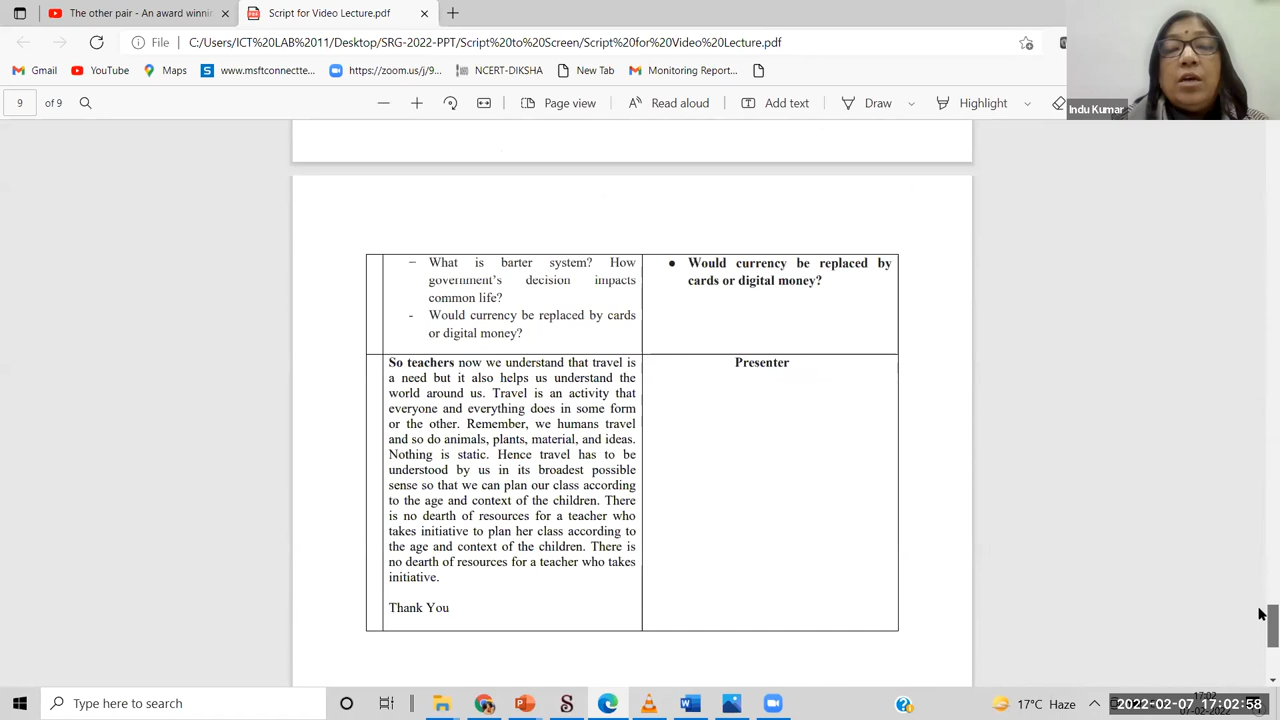 The other pair - An award winni
Script for Video Lecture.pdf
File
C:/Users/ICT%20LAB%2011/Desktop/SRG-2022-PPT/Script%20to%20Screen/Script%20for%20Video%20Lecture.pdf
Gmail
YouTube
Maps
www.msftconnectte...
https://zoom.us/j/9...
NCERT-DIKSHA
New Tab
Monitoring Repor...
9
of 9
Page view
Read aloud
Add text
Draw
Highlight
Indu Kumar
– What is barter system? How
government's decision impacts
common life?
- Would currency be replaced by cards
or digital money?
● Would currency be replaced by
cards or digital money?
So teachers now we understand that travel is
a need but it also helps us understand the
world around us. Travel is an activity that
everyone and everything does in some form
or the other. Remember, we humans travel
and so do animals, plants, material, and ideas.
Nothing is static. Hence travel has to be
understood by us in its broadest possible
sense so that we can plan our class according
to the age and context of the children. There
is no dearth of resources for a teacher who
takes initiative to plan her class according to
the age and context of the children. There is
no dearth of resources for a teacher who takes
initiative.
Thank You
Presenter
Type here to search
17°C Haze
17:02
07-02-2022
2022-02-07 17:02:58